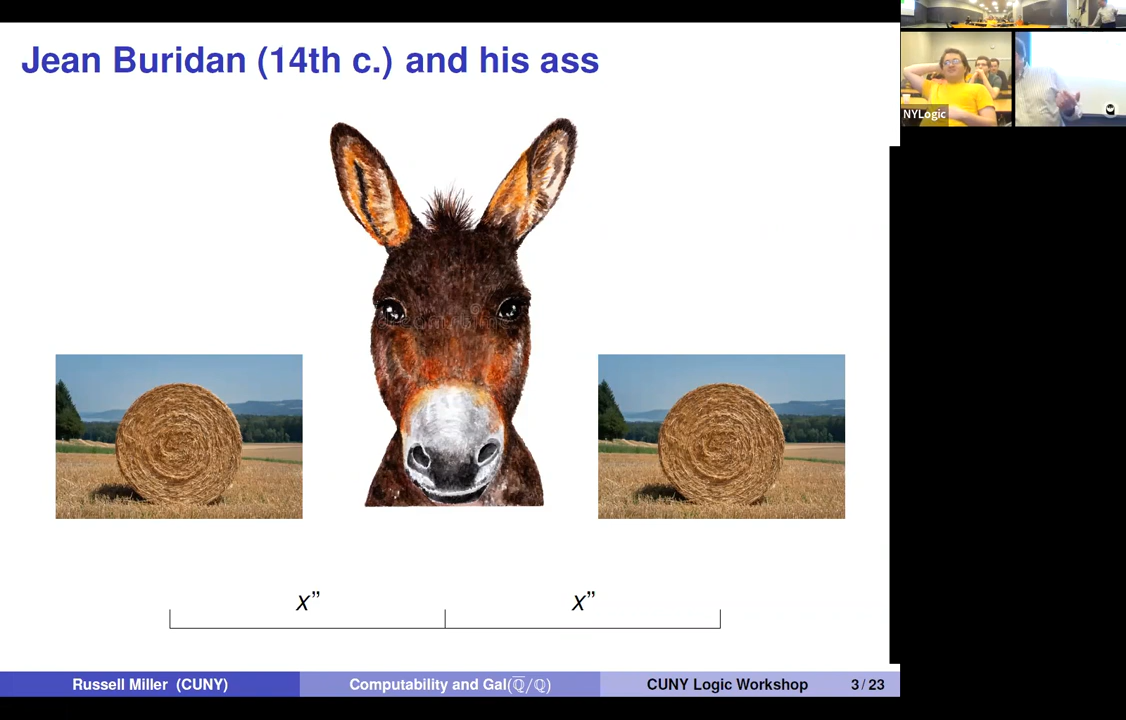 Jean Buridan (14th c.) and his ass
NYLogic
x” x”
Russell Miller (CUNY) Computability and Gal(ℚ̅/ℚ) CUNY Logic Workshop 3 / 23